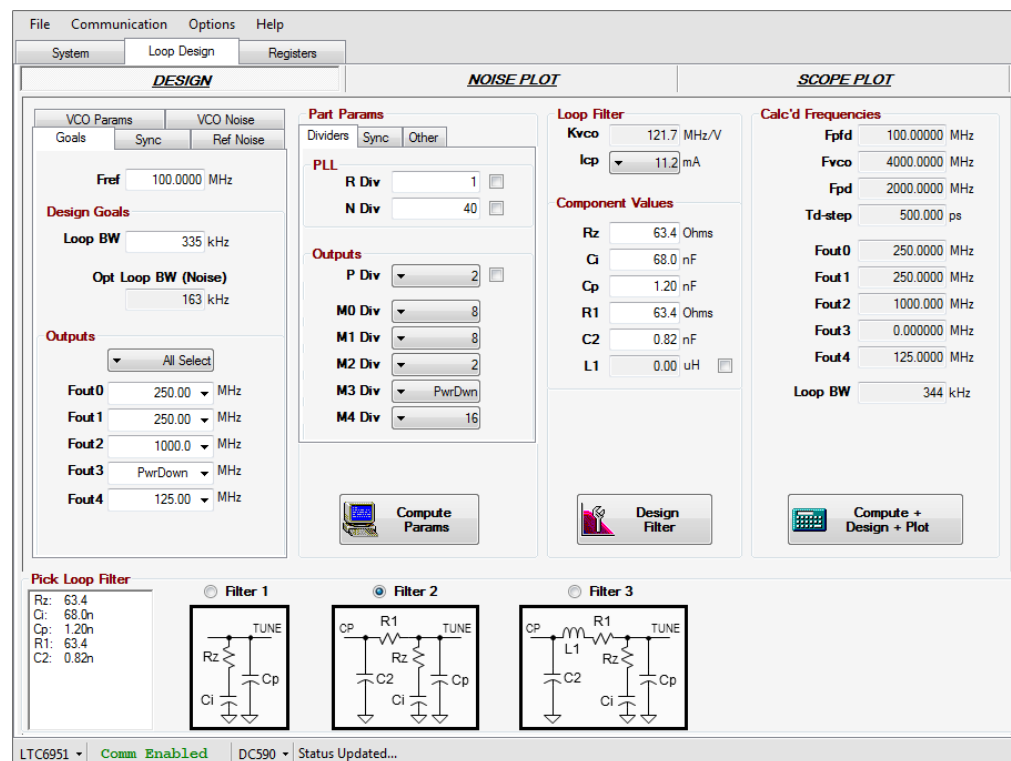 File Communication Options Help
System Loop Design Registers
DESIGN NOISE PLOT SCOPE PLOT
VCO Params VCO Noise
Goals Sync Ref Noise
Fref 100.0000 MHz
Design Goals
Loop BW 335 kHz
Opt Loop BW (Noise)
163 kHz
Outputs
All Select
Fout0 250.00 MHz
Fout1 250.00 MHz
Fout2 1000.0 MHz
Fout3 PwrDown MHz
Fout4 125.00 MHz
Part Params
Dividers Sync Other
PLL
R Div 1
N Div 40
Outputs
P Div 2
M0 Div 8
M1 Div 8
M2 Div 2
M3 Div PwrDwn
M4 Div 16
Compute
Params
Loop Filter
Kvco 121.7 MHz/V
Icp 11.2 mA
Component Values
Rz 63.4 Ohms
Ci 68.0 nF
Cp 1.20 nF
R1 63.4 Ohms
C2 0.82 nF
L1 0.00 uH
Design
Filter
Calc'd Frequencies
Fpfd 100.00000 MHz
Fvco 4000.0000 MHz
Fpd 2000.0000 MHz
Td-step 500.000 ps
Fout0 250.0000 MHz
Fout1 250.0000 MHz
Fout2 1000.000 MHz
Fout3 0.000000 MHz
Fout4 125.0000 MHz
Loop BW 344 kHz
Compute +
Design + Plot
Pick Loop Filter
Rz: 63.4
Ci: 68.0n
Cp: 1.20n
R1: 63.4
C2: 0.82n
Filter 1
TUNE
Rz
Cp
Ci
Filter 2
CP R1 TUNE
Rz
C2 Cp
Ci
Filter 3
CP R1 TUNE
L1 Rz
C2 Cp
Ci
LTC6951 Comm Enabled DC590 Status Updated...